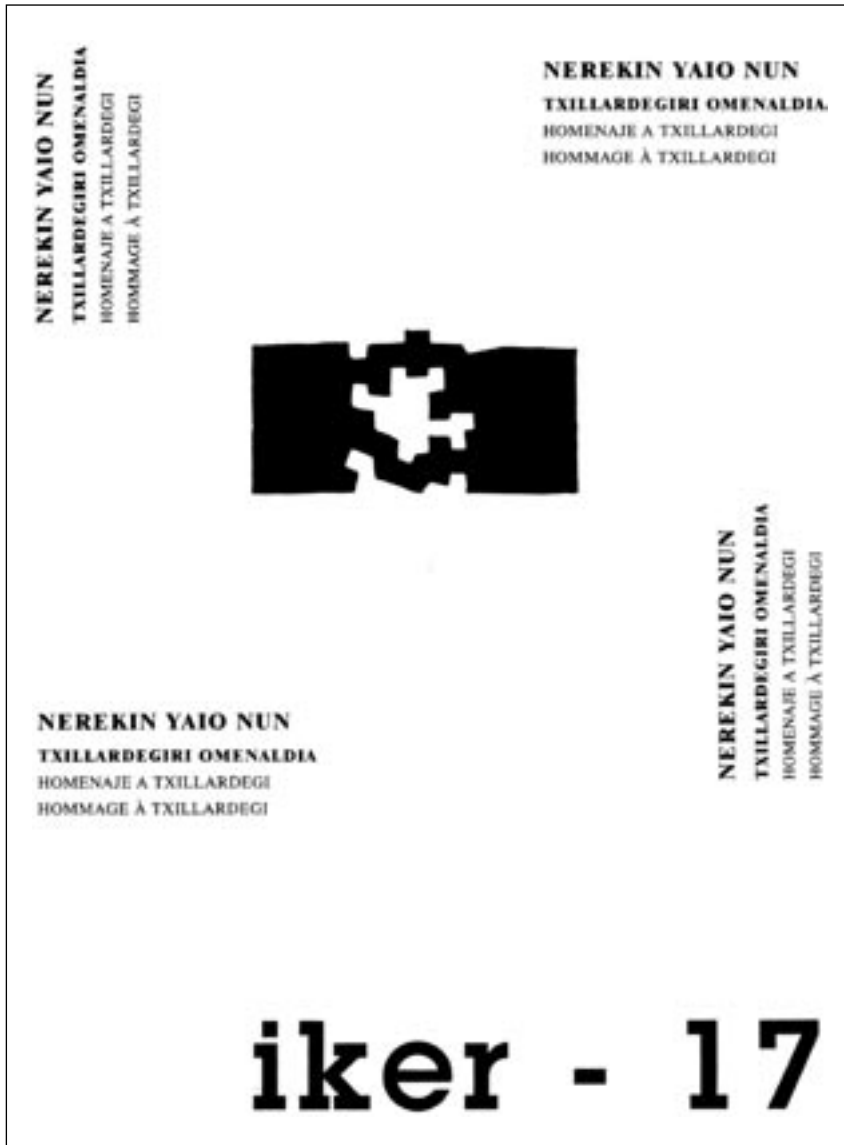 NEREKIN YAIO NUN
TXILLARDEGIRI OMENALDIA
HOMENAJE A TXILLARDEGI
HOMMAGE À TXILLARDEGI
NEREKIN YAIO NUN
TXILLARDEGIRI OMENALDIA.
HOMENAJE A TXILLARDEGI
HOMMAGE À TXILLARDEGI
NEREKIN YAIO NUN
TXILLARDEGIRI OMENALDIA
HOMENAJE A TXILLARDEGI
HOMMAGE À TXILLARDEGI
NEREKIN YAIO NUN
TXILLARDEGIRI OMENALDIA
HOMENAJE A TXILLARDEGI
HOMMAGE À TXILLARDEGI
iker - 17